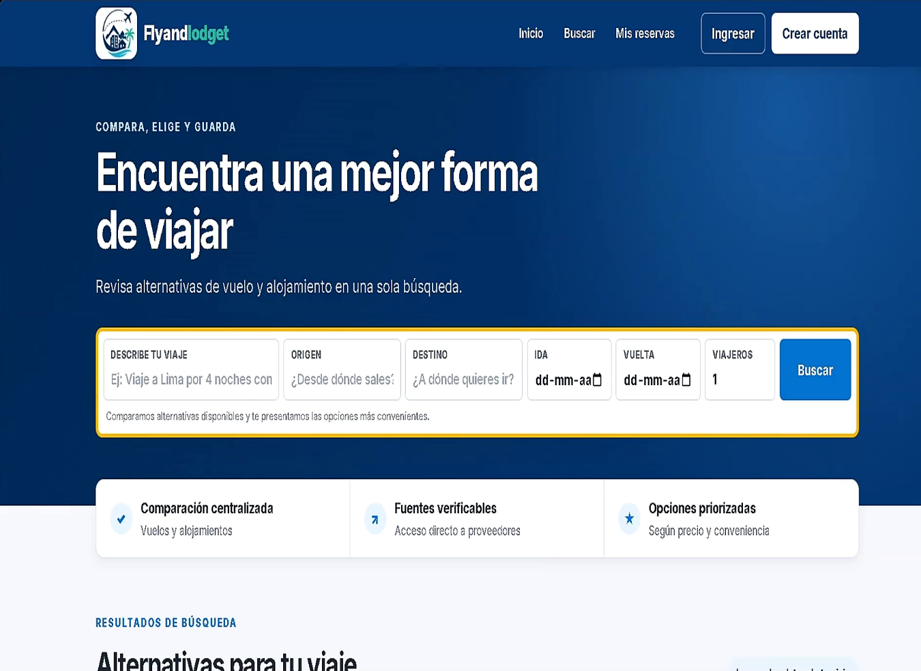 Flyandlodget
Inicio
Buscar
Mis reservas
Ingresar
Crear cuenta
COMPARA, ELIGE Y GUARDA
Encuentra una mejor forma
de viajar
Revisa alternativas de vuelo y alojamiento en una sola búsqueda.
DESCRIBE TU VIAJE
Ej: Viaje a Lima por 4 noches con
ORIGEN
¿Desde dónde sales?
DESTINO
¿A dónde quieres ir?
IDA
dd-mm-aa
VUELTA
dd-mm-aa
VIAJEROS
1
Buscar
Comparamos alternativas disponibles y te presentamos las opciones más convenientes.
Comparación centralizada
Vuelos y alojamientos
Fuentes verificables
Acceso directo a proveedores
Opciones priorizadas
Según precio y conveniencia
RESULTADOS DE BÚSQUEDA
Alternativas para tu viaje